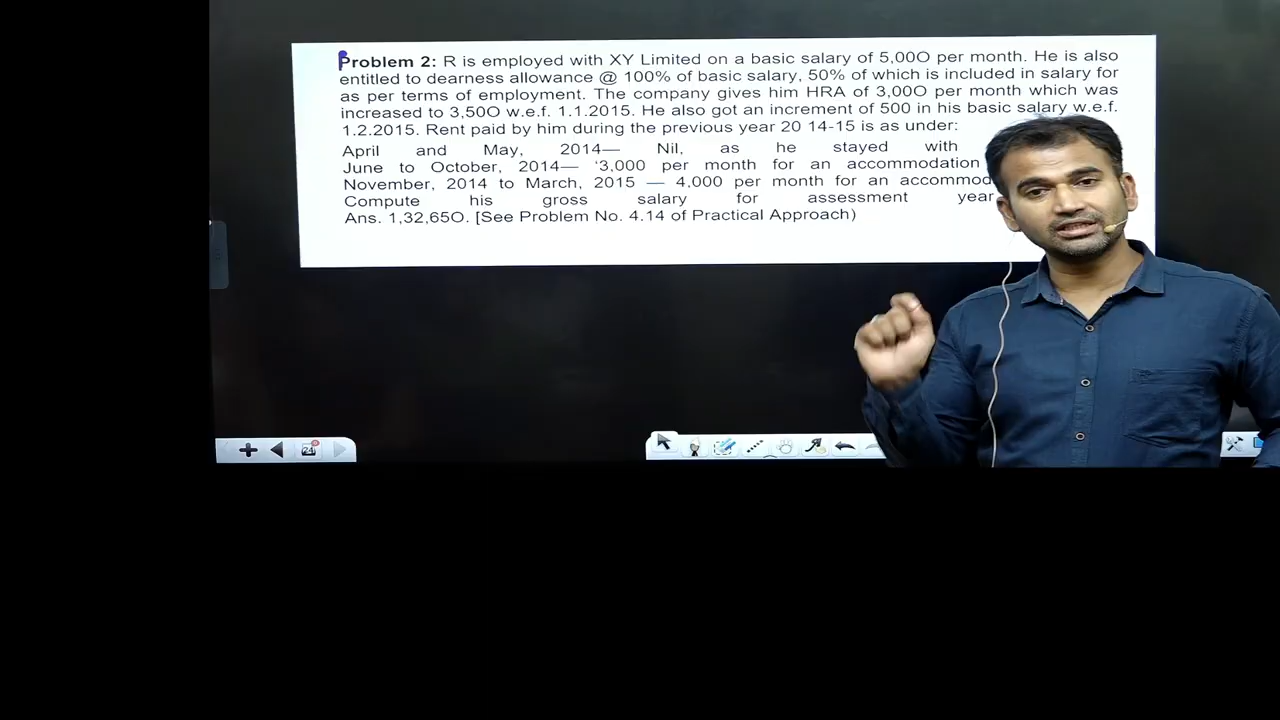 Problem 2: R is employed with XY Limited on a basic salary of 5,00O per month. He is also
entitled to dearness allowance @ 100% of basic salary, 50% of which is included in salary for
as per terms of employment. The company gives him HRA of 3,00O per month which was
increased to 3,50O w.e.f. 1.1.2015. He also got an increment of 500 in his basic salary w.e.f.
1.2.2015. Rent paid by him during the previous year 20 14-15 is as under:
April and May, 2014— Nil, as he stayed with
June to October, 2014— ‘3,000 per month for an accommodation
November, 2014 to March, 2015 — 4,000 per month for an accommod
Compute his gross salary for assessment year
Ans. 1,32,65O. [See Problem No. 4.14 of Practical Approach)
24